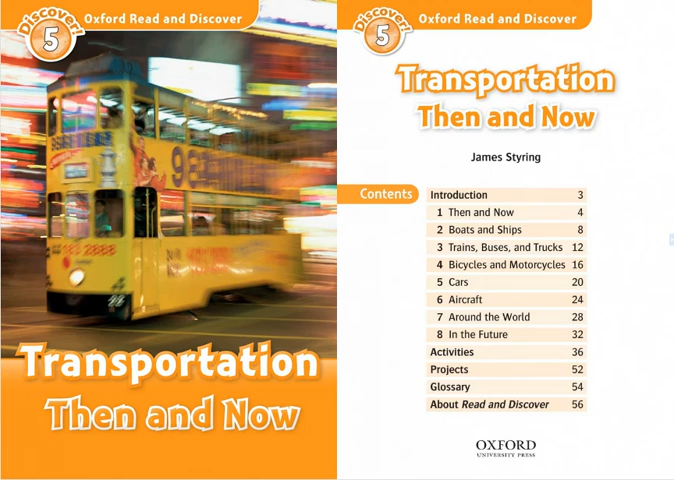 Discover!
5
Oxford Read and Discover
Transportation
Then and Now
Discover!
5
Oxford Read and Discover
Transportation
Then and Now
James Styring
Contents
Introduction 3
1 Then and Now 4
2 Boats and Ships 8
3 Trains, Buses, and Trucks 12
4 Bicycles and Motorcycles 16
5 Cars 20
6 Aircraft 24
7 Around the World 28
8 In the Future 32
Activities 36
Projects 52
Glossary 54
About Read and Discover 56
OXFORD
UNIVERSITY PRESS